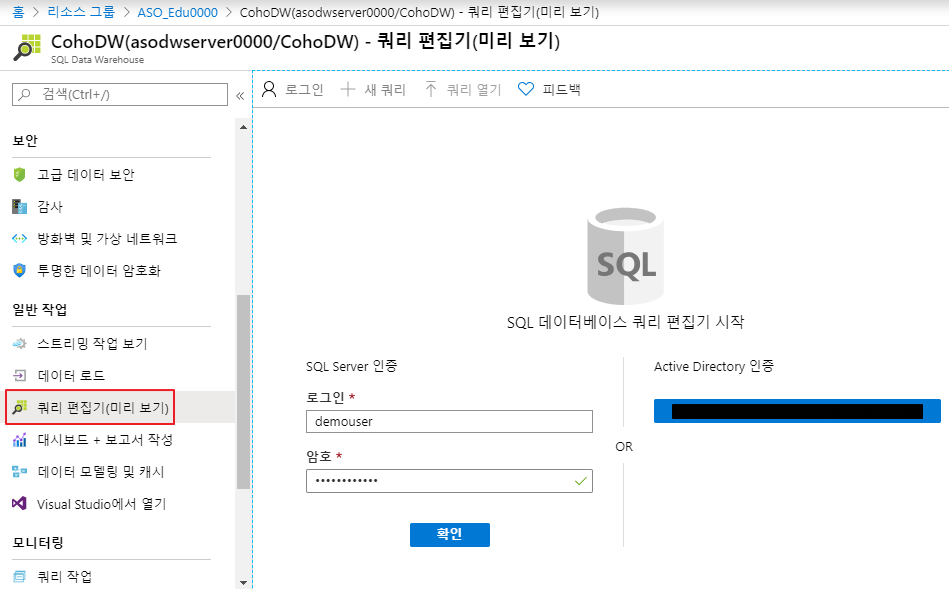 홈 > 리소스 그룹 > ASO_Edu0000 > CohoDW(asodwserver0000/CohoDW) - 쿼리 편집기(미리 보기)
CohoDW(asodwserver0000/CohoDW) - 쿼리 편집기(미리 보기)
SQL Data Warehouse
검색(Ctrl+/)
«
로그인
새 쿼리
쿼리 열기
피드백
보안
고급 데이터 보안
감사
방화벽 및 가상 네트워크
투명한 데이터 암호화
일반 작업
스트리밍 작업 보기
데이터 로드
쿼리 편집기(미리 보기)
대시보드 + 보고서 작성
데이터 모델링 및 캐시
Visual Studio에서 열기
모니터링
쿼리 작업
SQL
SQL 데이터베이스 쿼리 편집기 시작
SQL Server 인증
로그인 *
demouser
암호 *
••••••••••••
확인
OR
Active Directory 인증